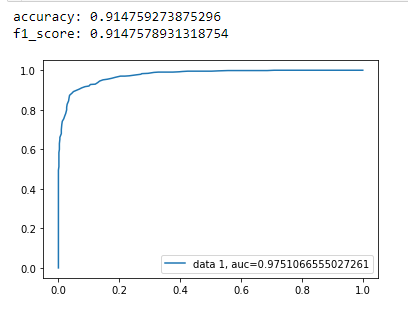 accuracy: 0.914759273875296
f1_score: 0.9147578931318754
1.0
0.8
0.6
0.4
0.2
0.0
0.0 0.2 0.4 0.6 0.8 1.0
data 1, auc=0.9751066555027261